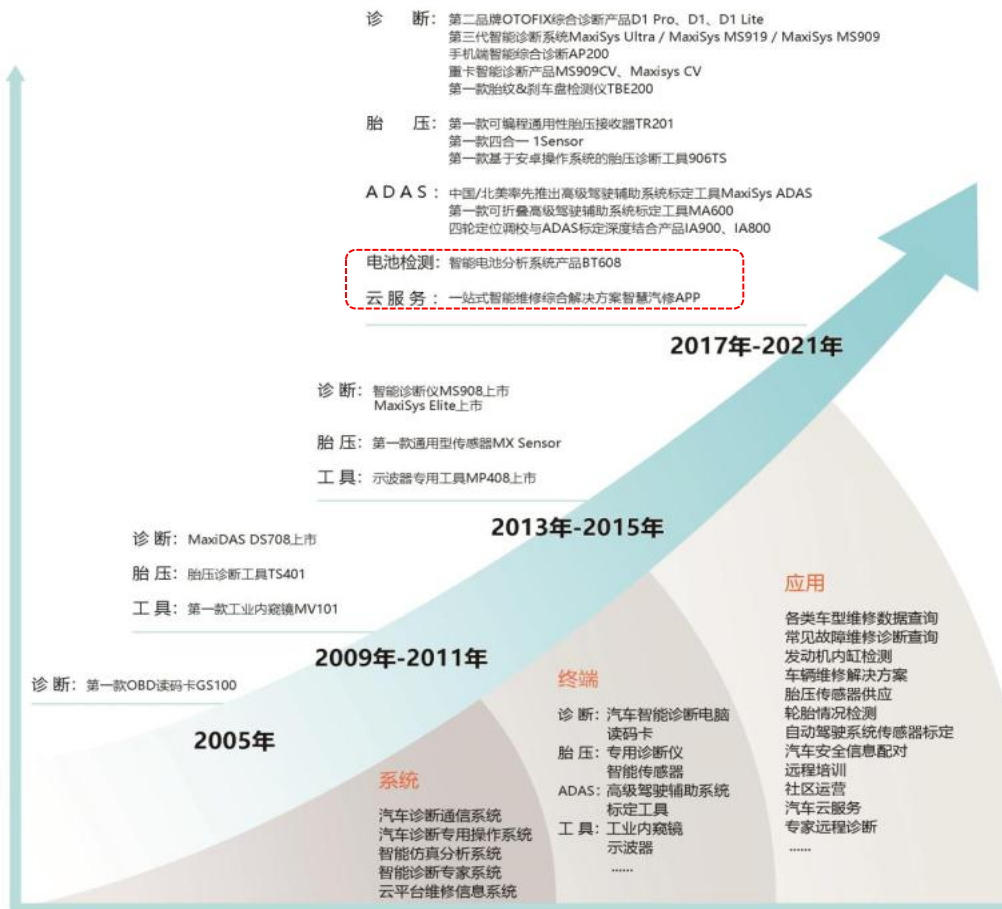 诊 断：第二品牌OTOFIX综合诊断产品D1 Pro、D1、D1 Lite
第三代智能诊断系统MaxiSys Ultra / MaxiSys MS919 / MaxiSys MS909
手机端智能综合诊断AP200
重卡智能诊断产品MS909CV、Maxisys CV
第一款胎纹&刹车盘检测仪TBE200
胎 压：第一款可编程通用性胎压接收器TR201
第一款四合一 1Sensor
第一款基于安卓操作系统的胎压诊断工具906TS
ADAS：中国/北美率先推出高级驾驶辅助系统标定工具MaxiSys ADAS
第一款可折叠高级驾驶辅助系统标定工具MA600
四轮定位调校与ADAS标定深度结合产品IA900、IA800
电池检测：智能电池分析系统产品BT608
云服务：一站式智能维修综合解决方案智慧汽修APP
2017年-2021年
诊断：智能诊断仪MS908上市
MaxiSys Elite上市
胎压：第一款通用型传感器MX Sensor
工具：示波器专用工具MP408上市
2013年-2015年
诊断：MaxiDAS DS708上市
胎压：胎压诊断工具TS401
工具：第一款工业内窥镜MV101
2009年-2011年
诊断：第一款OBD读码卡GS100
2005年
系统
汽车诊断通信系统
汽车诊断专用操作系统
智能仿真分析系统
智能诊断专家系统
云平台维修信息系统
终端
诊断：汽车智能诊断电脑
读码卡
胎压：专用诊断仪
智能传感器
ADAS：高级驾驶辅助系统
标定工具
工具：工业内窥镜
示波器
......
应用
各类车型维修数据查询
常见故障维修诊断查询
发动机内缸检测
车辆维修解决方案
胎压传感器供应
轮胎情况检测
自动驾驶系统传感器标定
汽车安全信息配对
远程培训
社区运营
汽车云服务
专家远程诊断
......